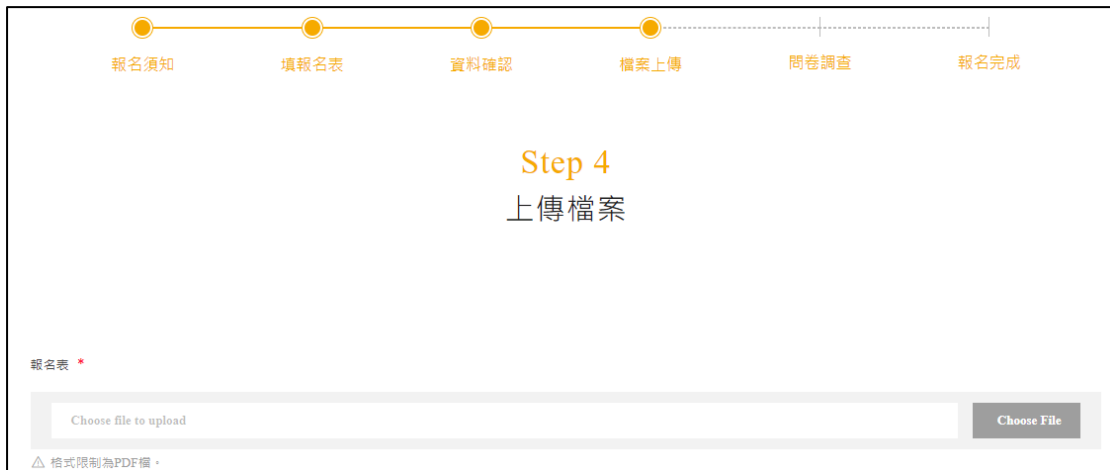 報名須知 填報名表 資料確認 檔案上傳 問卷調查 報名完成
Step 4
上傳檔案
報名表 *
Choose file to upload Choose File
格式限制為PDF檔。